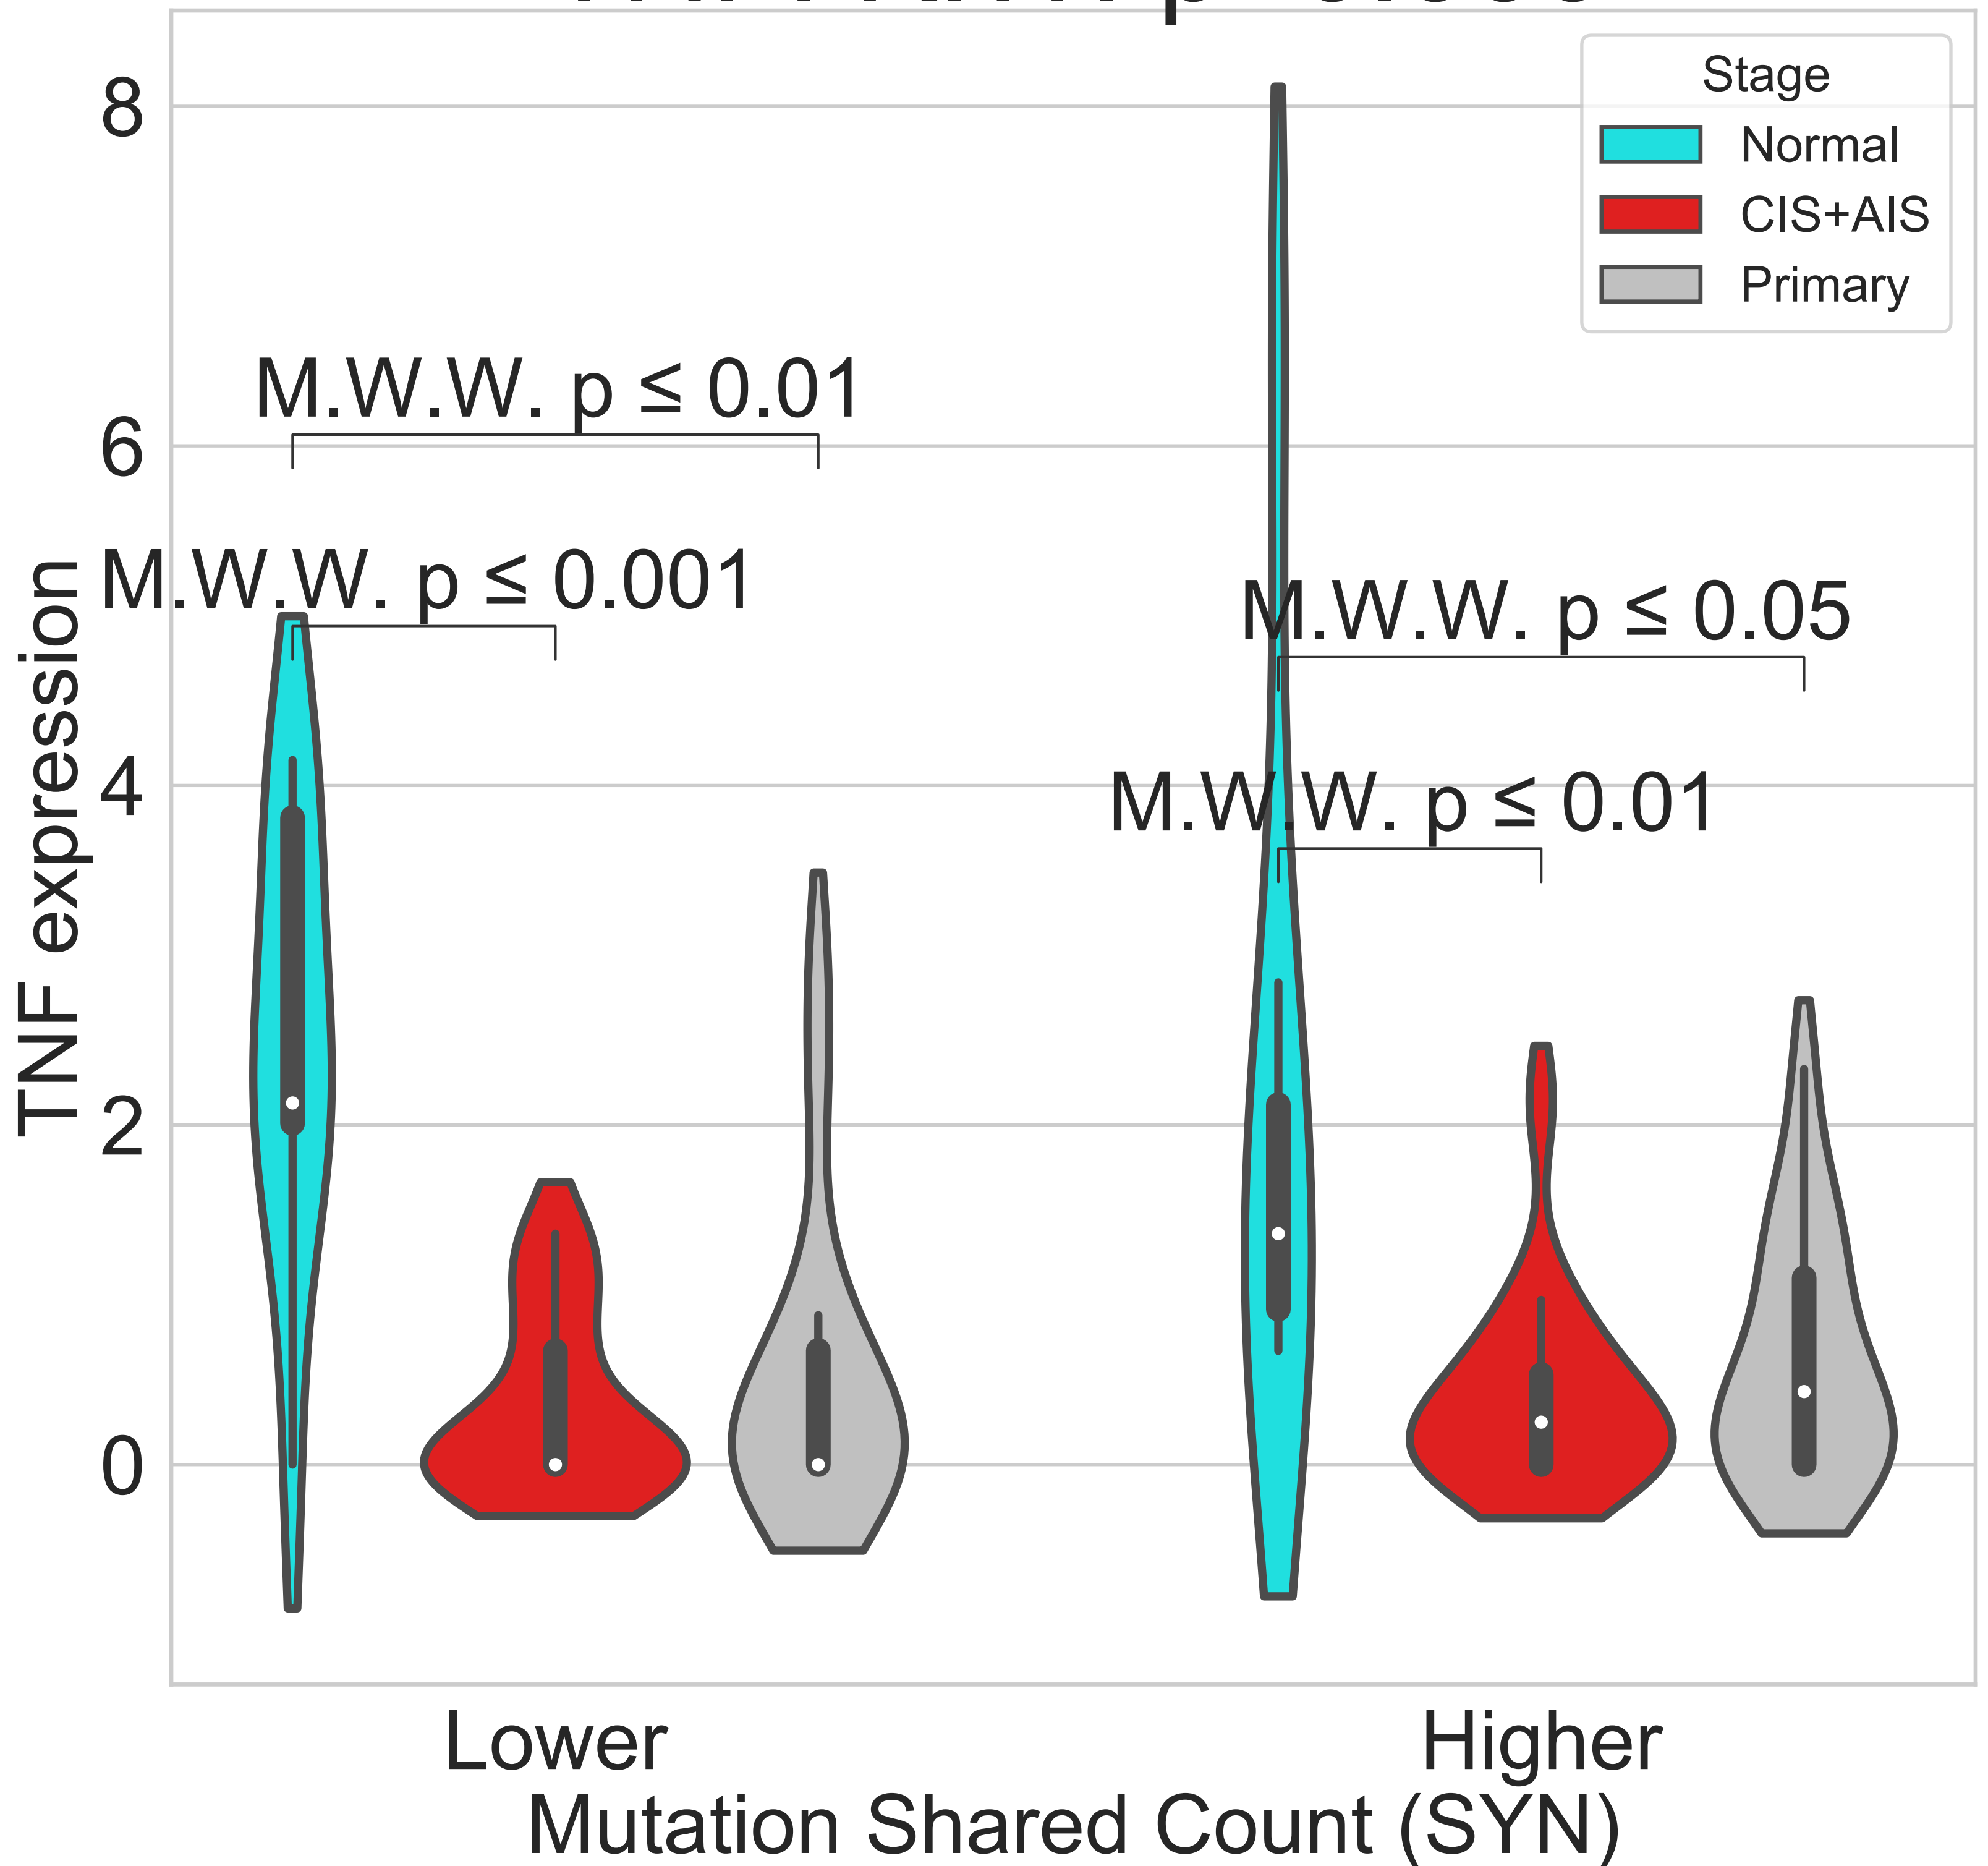 Stage
Normal
CIS+AIS
Primary
8
6
4
2
0
TNF expression
M.W.W. p ≤ 0.01
M.W.W. p ≤ 0.001
M.W.W. p ≤ 0.05
M.W.W. p ≤ 0.01
Lower
Higher
Mutation Shared Count (SYN)